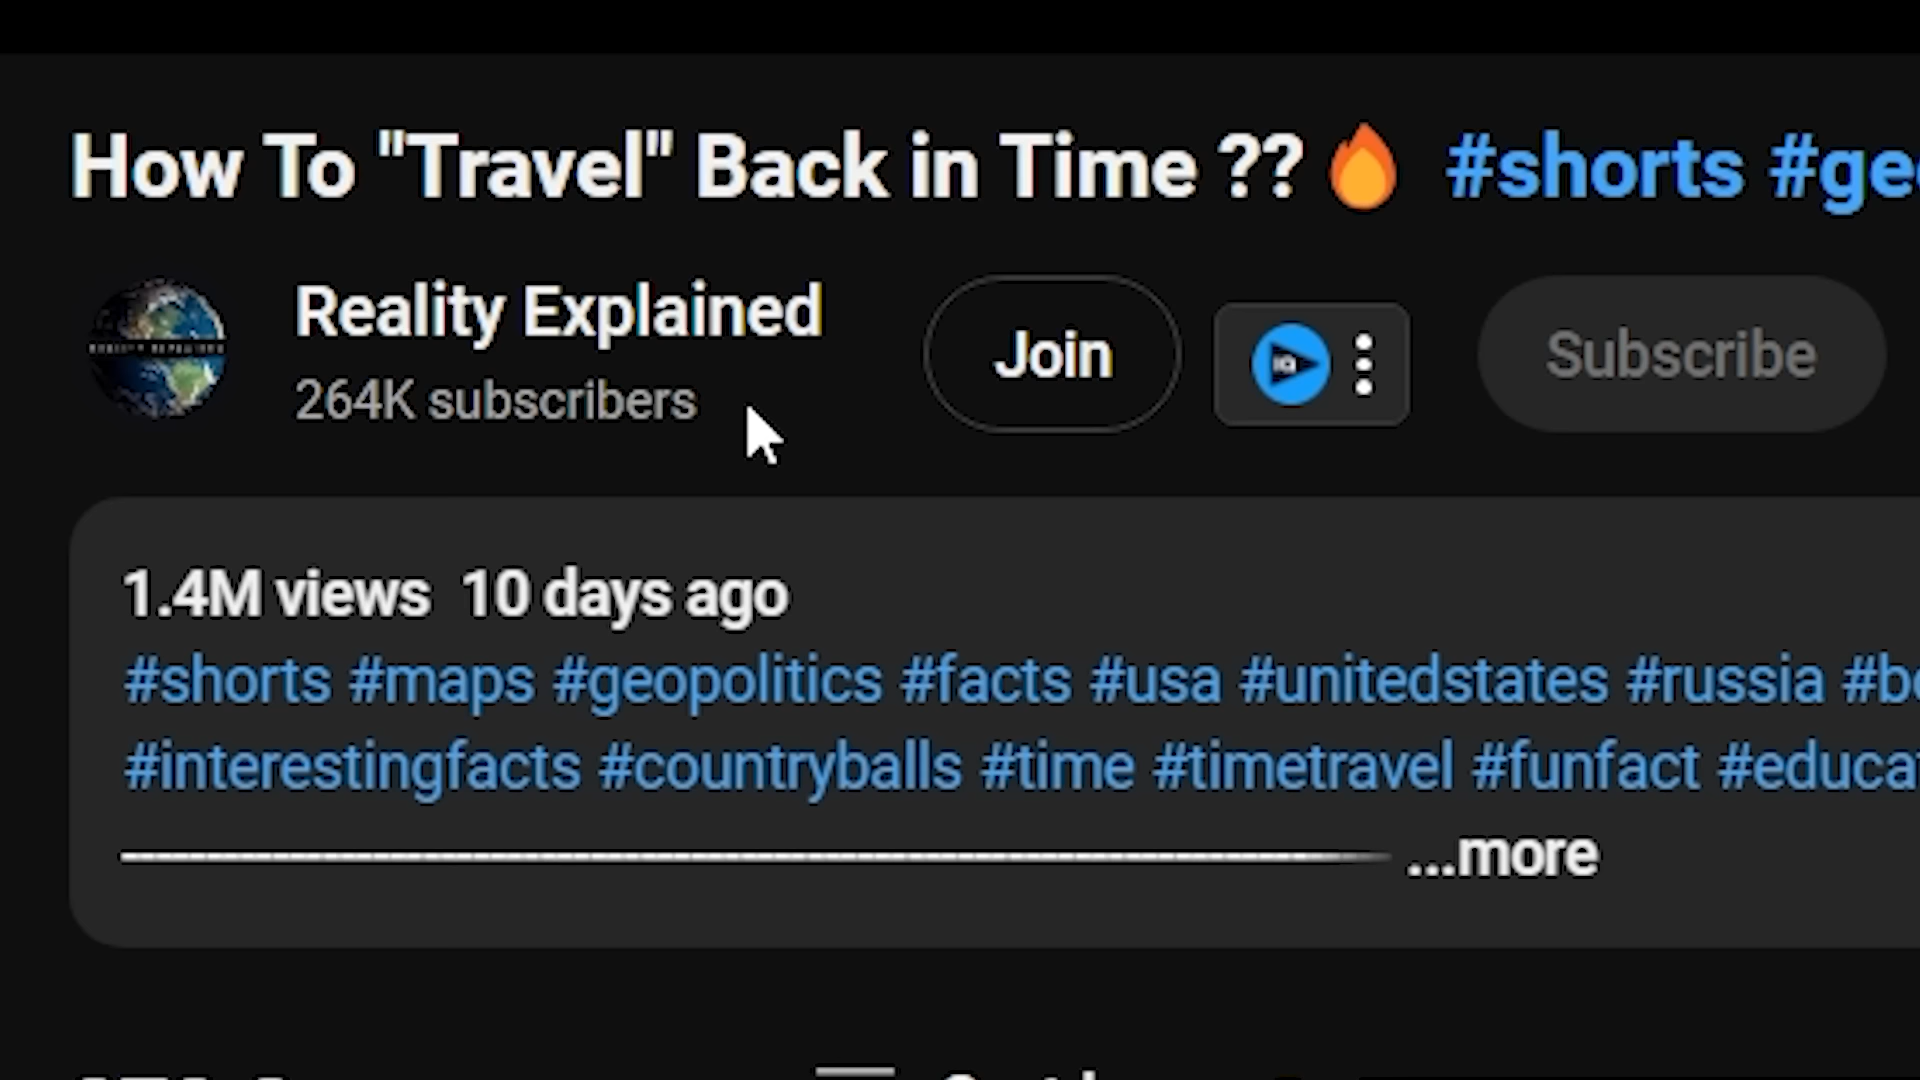 How To "Travel" Back in Time ??🔥 #shorts
Reality Explained
264K subscribers
Join
IQ
Subscribe
1.4M views 10 days ago
#shorts #maps #geopolitics #facts #usa #unitedstates #russia
#interestingfacts #countryballs #time #timetravel #funfact
...more